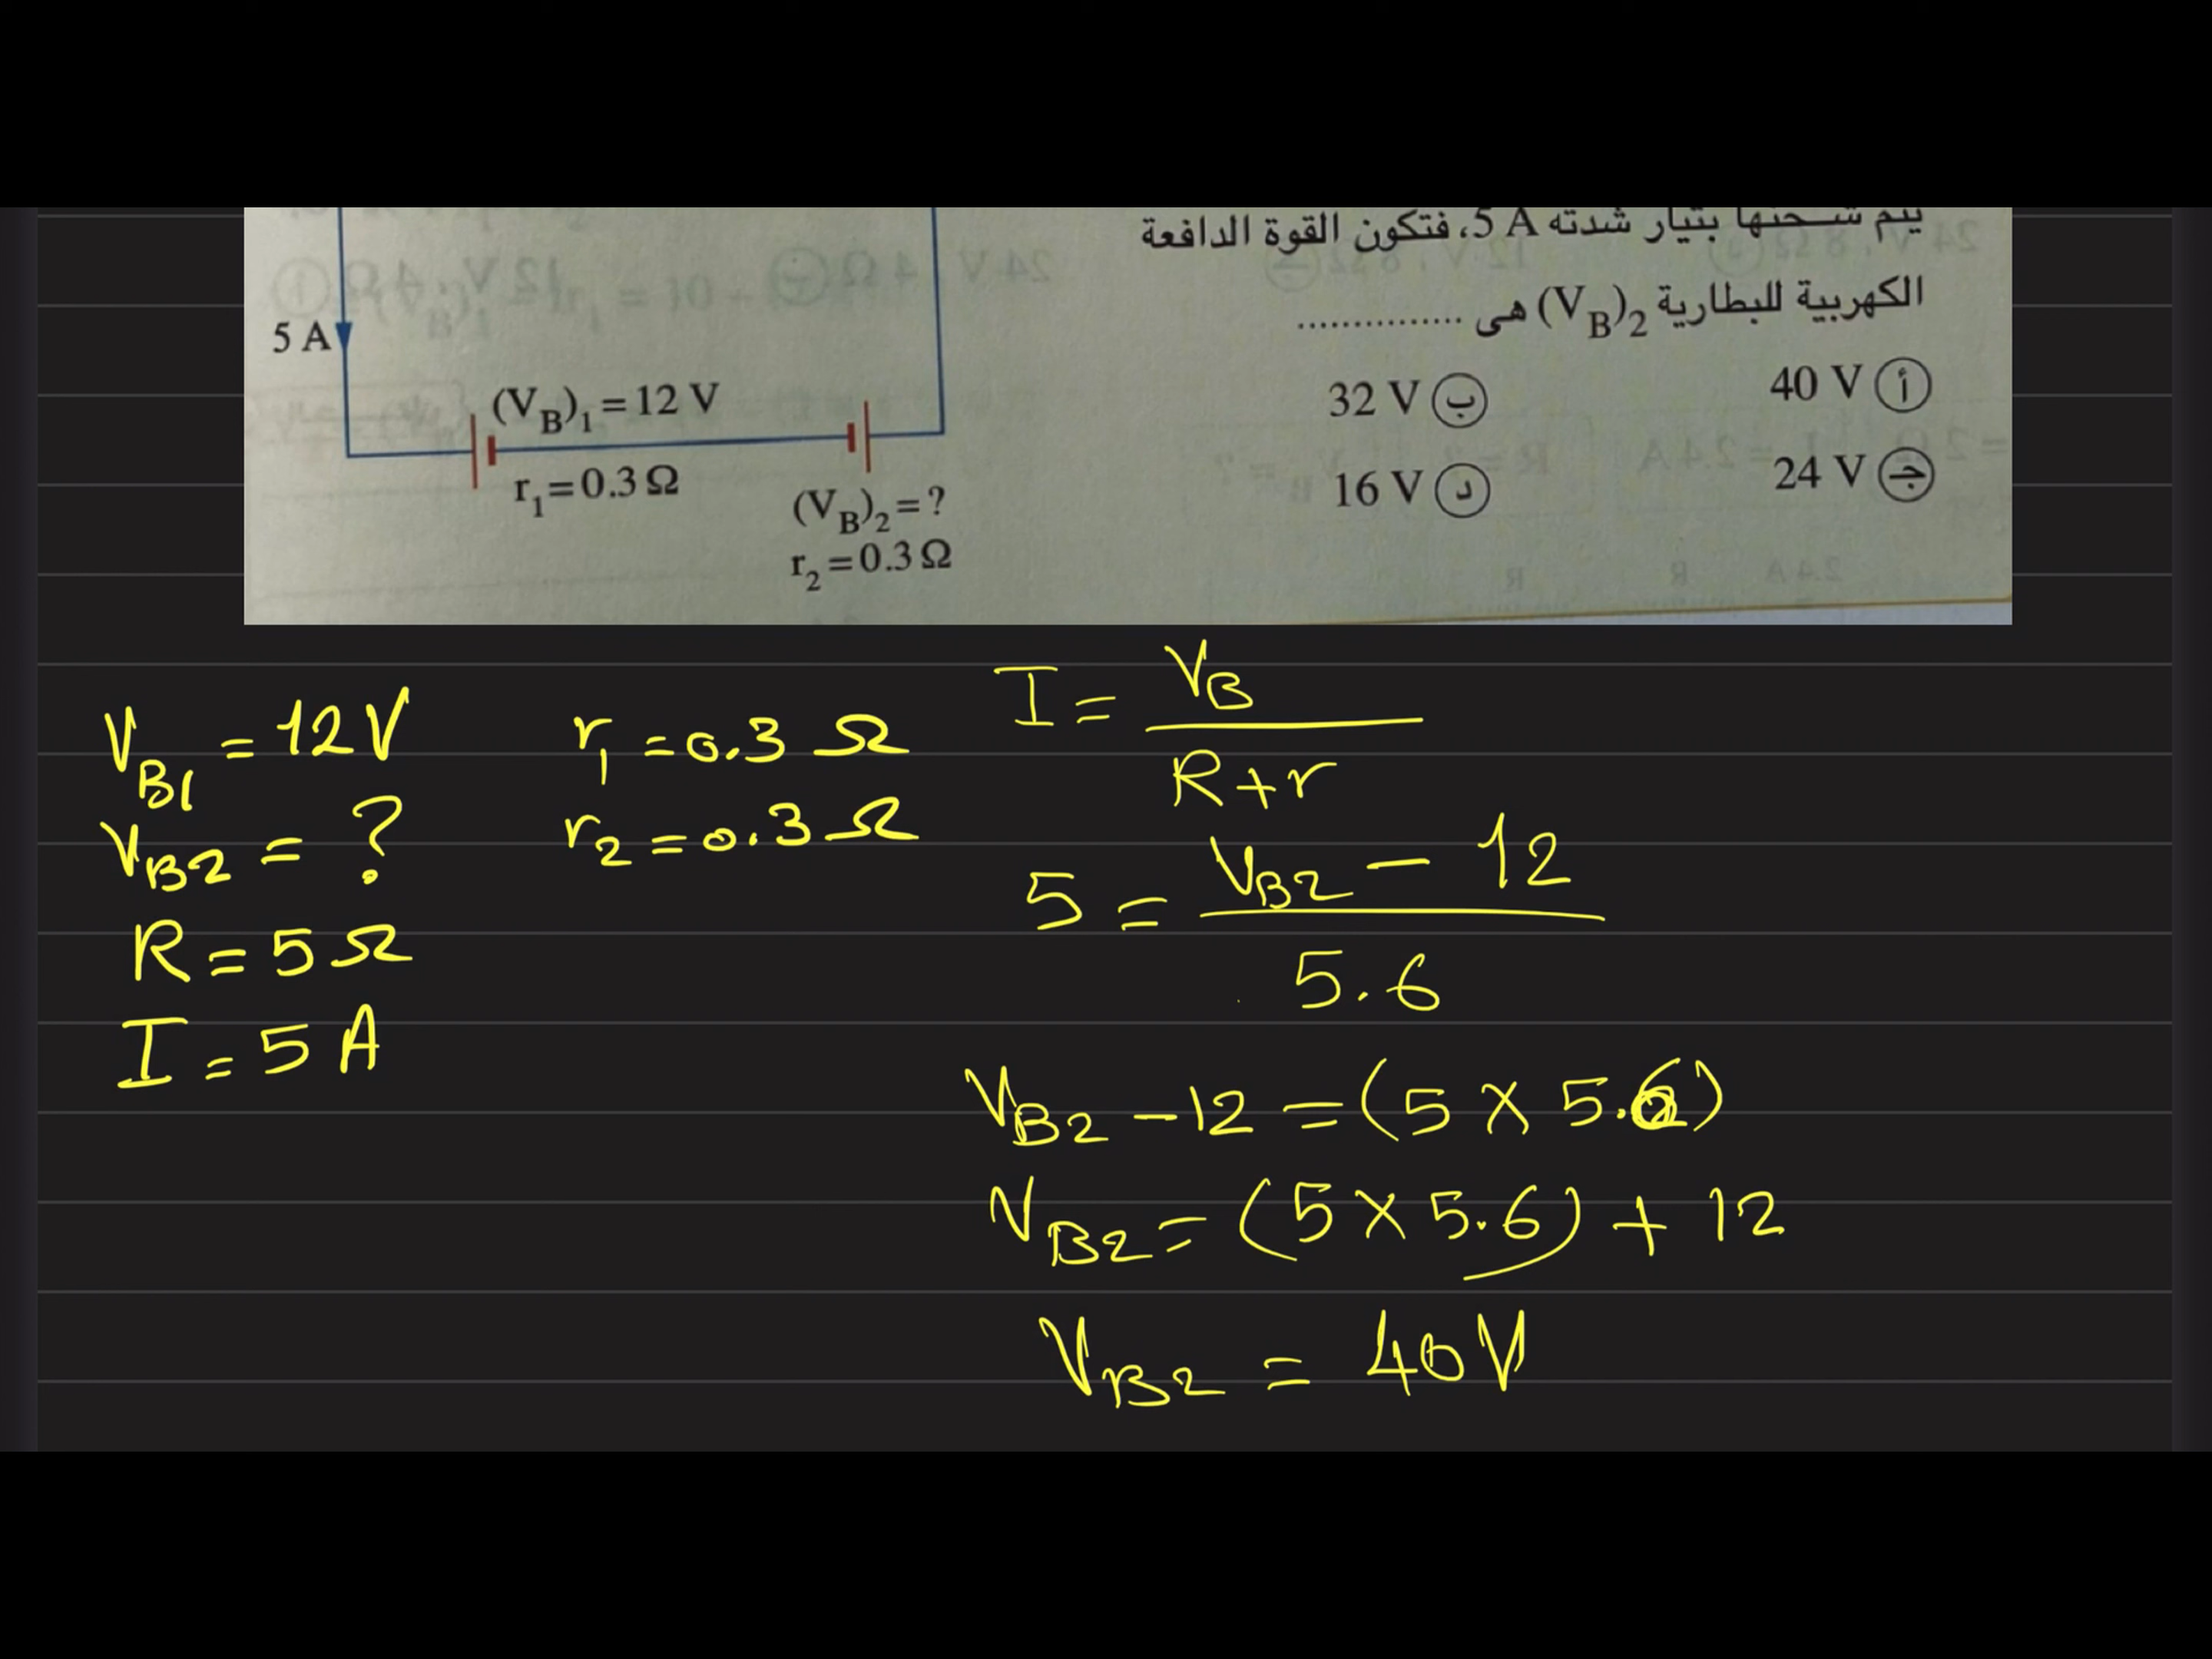 يتم شحنها بتيار شدته 5 A، فتكون القوة الدافعة
الكهربية للبطارية (V_B)_2 هى ...............
أ 40 V
ب 32 V
ج 24 V
د 16 V
5 A
(V_B)_1 = 12 V
r_1 = 0.3 Ω
(V_B)_2 = ?
r_2 = 0.3 Ω
V_B1 = 12 V
r_1 = 0.3 Ω
V_B2 = ?
r_2 = 0.3 Ω
R = 5 Ω
I = 5 A
I = V_B / R + r
5 = V_B2 - 12 / 5.6
V_B2 - 12 = (5 × 5.6)
V_B2 = (5 × 5.6) + 12
V_B2 = 40 V